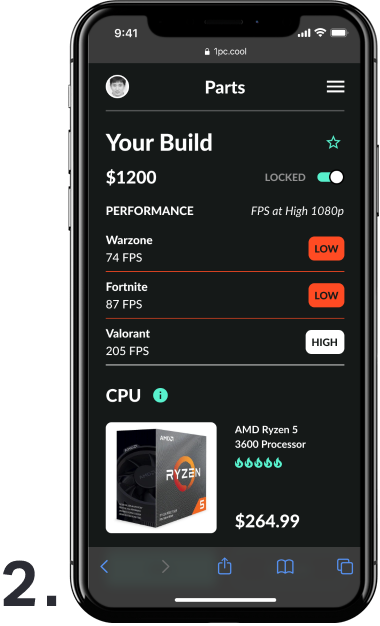 9:41
1pc.cool
Parts
Your Build
$1200
LOCKED
PERFORMANCE
FPS at High 1080p
Warzone
74 FPS
LOW
Fortnite
87 FPS
LOW
Valorant
205 FPS
HIGH
CPU
AMD Ryzen 5
3600 Processor
AMD
RYZEN
5
$264.99
2.